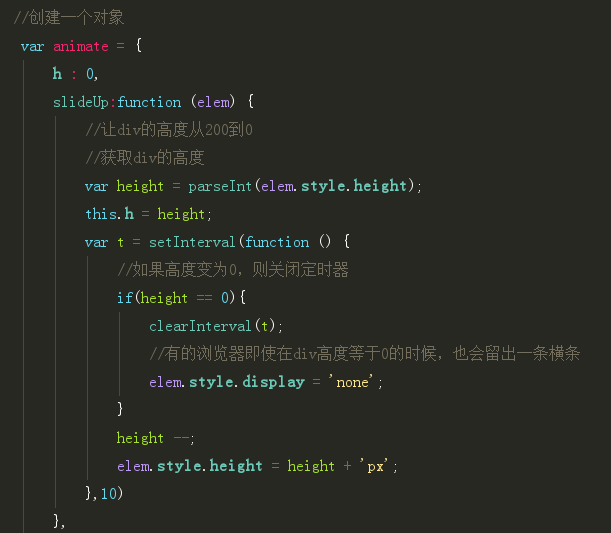 //创建一个对象
var animate = {
h : 0,
slideUp:function (elem) {
//让div的高度从200到0
//获取div的高度
var height = parseInt(elem.style.height);
this.h = height;
var t = setInterval(function () {
//如果高度变为0，则关闭定时器
if(height == 0){
clearInterval(t);
//有的浏览器即使在div高度等于0的时候，也会留出一条横条
elem.style.display = 'none';
}
height --;
elem.style.height = height + 'px';
},10)
},